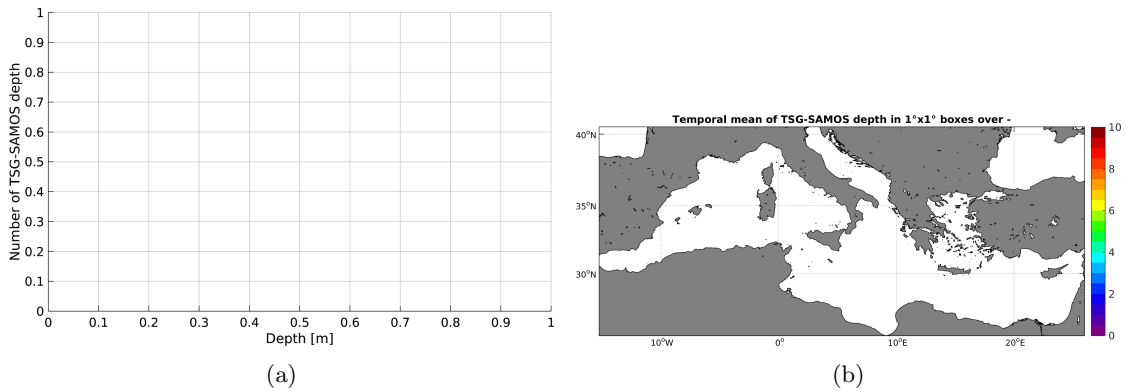 1
0.9
0.8
0.7
0.6
0.5
0.4
0.3
0.2
0.1
0
Number of TSG-SAMOS depth
0 0.1 0.2 0.3 0.4 0.5 0.6 0.7 0.8 0.9 1
Depth [m]
(a)
Temporal mean of TSG-SAMOS depth in 1°x1° boxes over -
40°N
35°N
30°N
10°W 0° 10°E 20°E
10
8
6
4
2
0
(b)